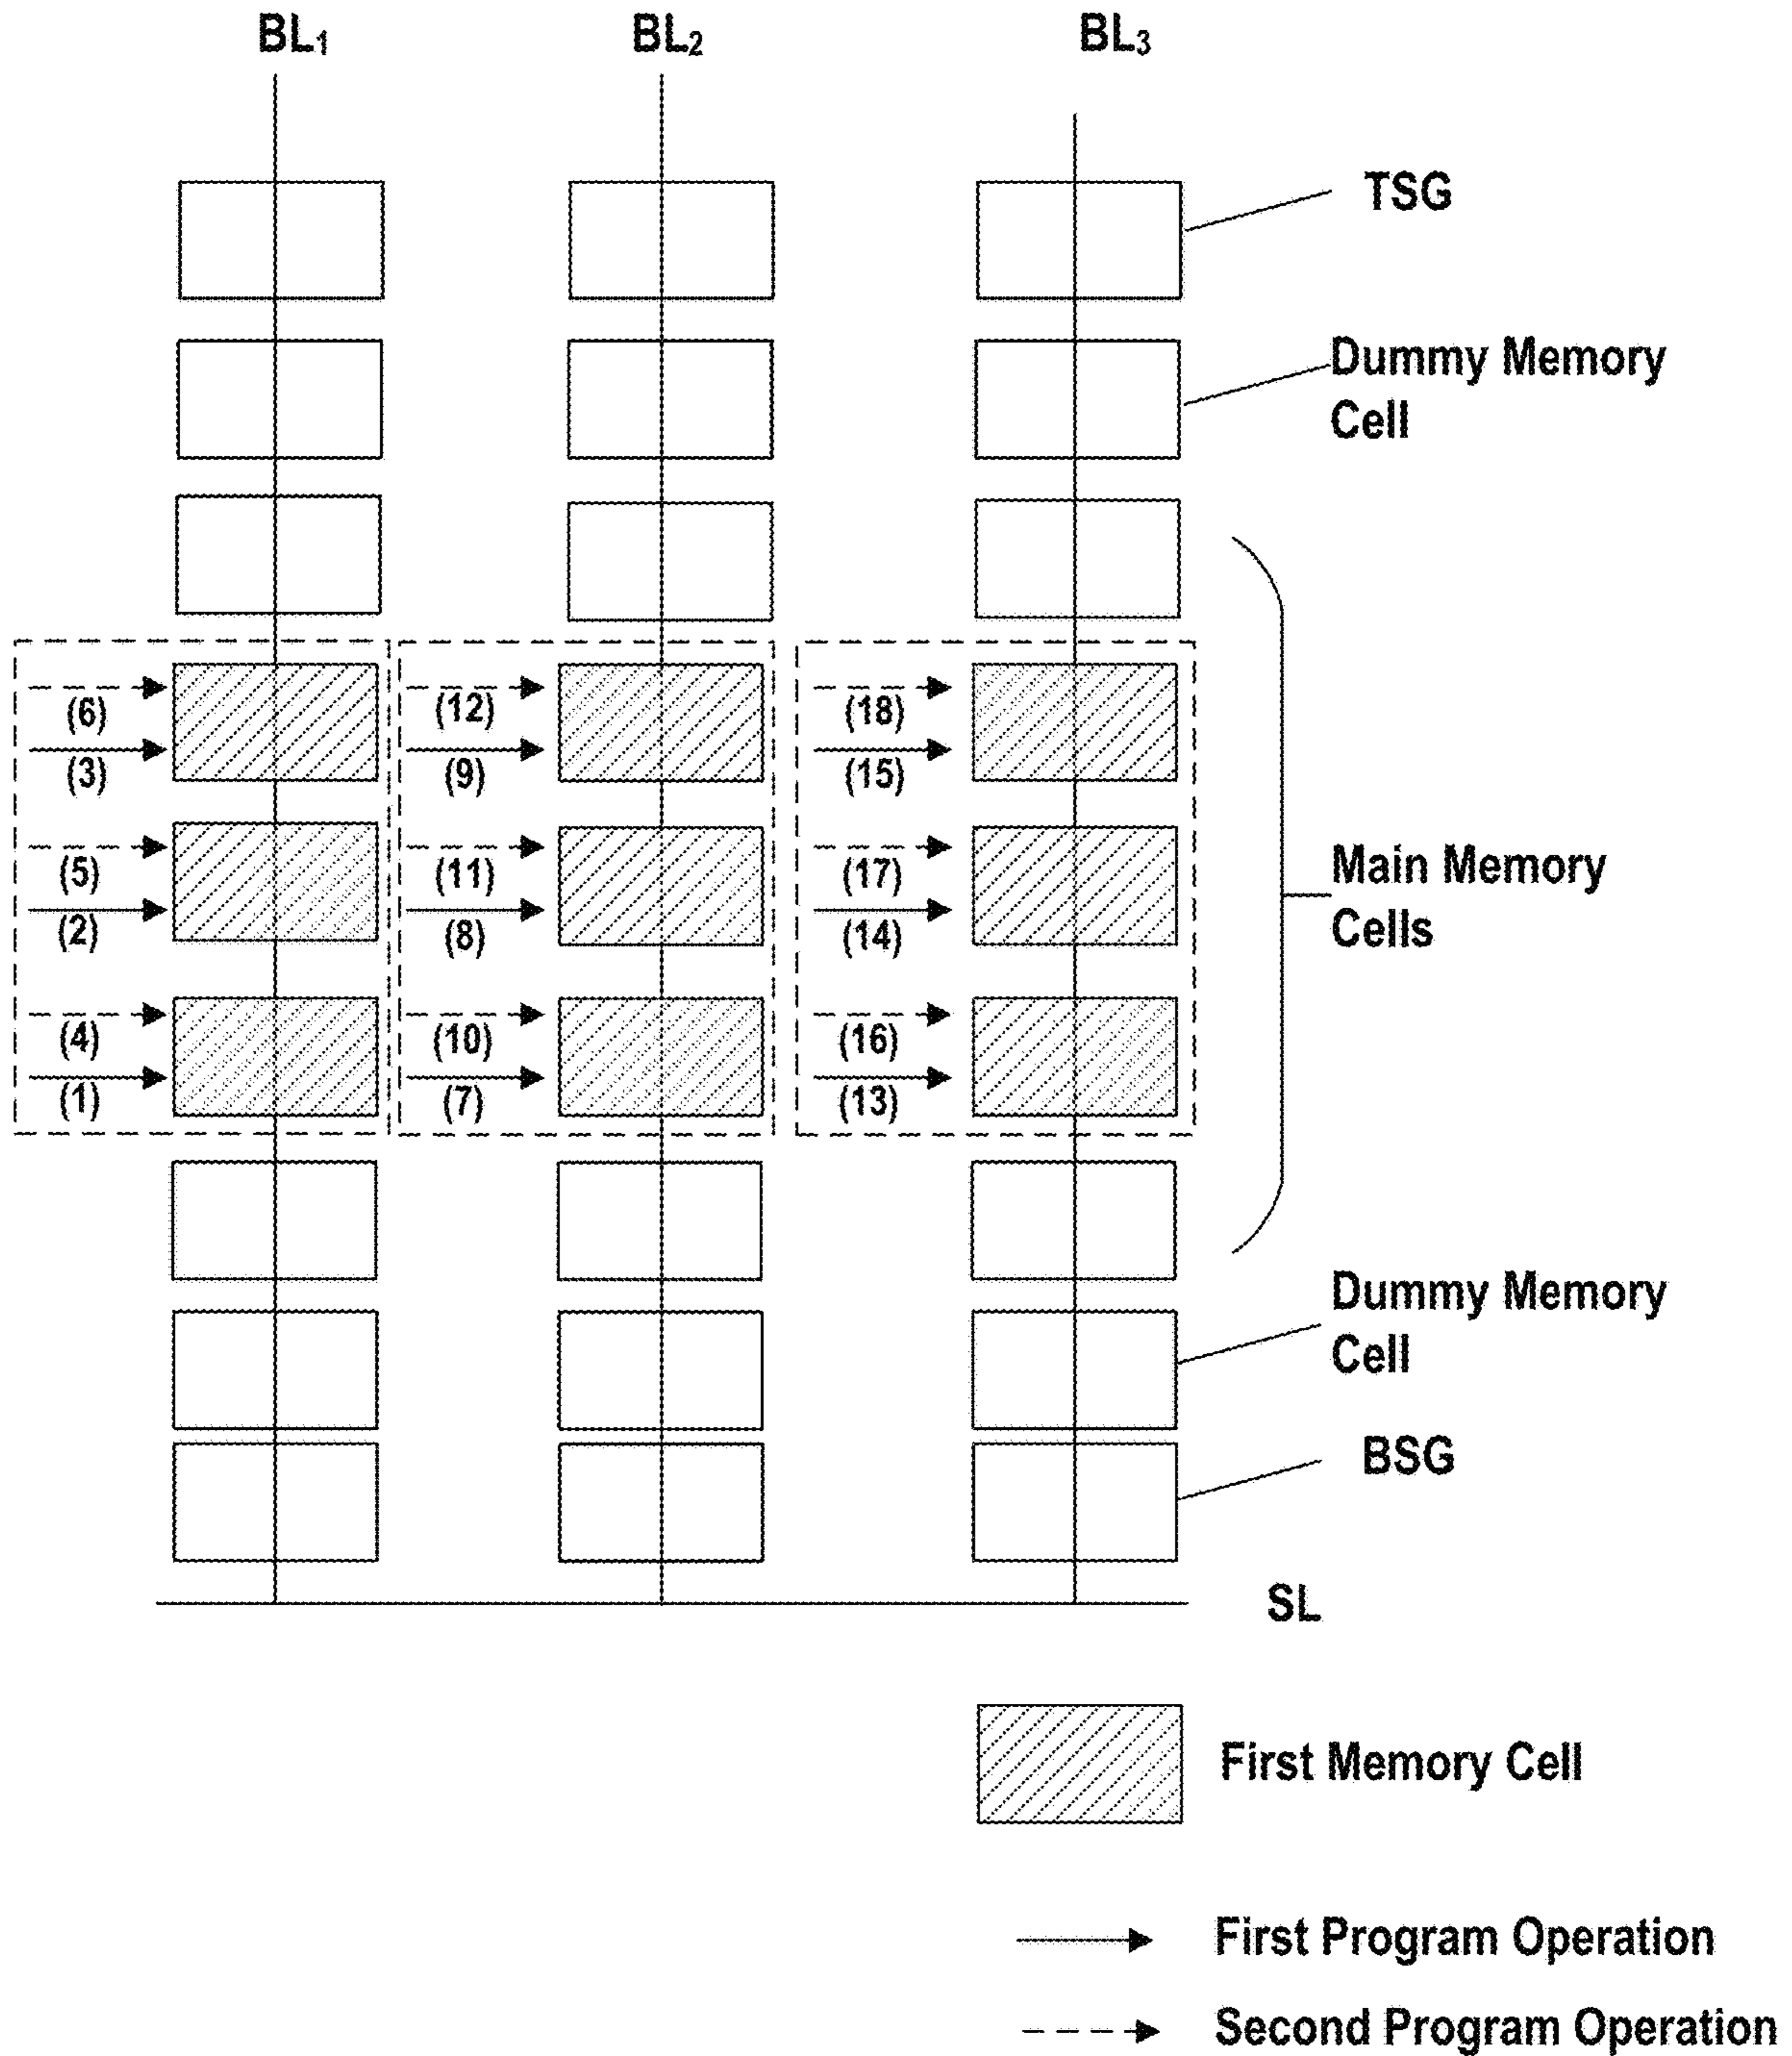 BL1 BL2 BL3
TSG
Dummy Memory
Cell
(6) (12) (18)
(3) (9) (15)
(5) (11) (17)
(2) (8) (14)
Main Memory
Cells
(4) (10) (16)
(1) (7) (13)
Dummy Memory
Cell
BSG
SL
First Memory Cell
First Program Operation
Second Program Operation